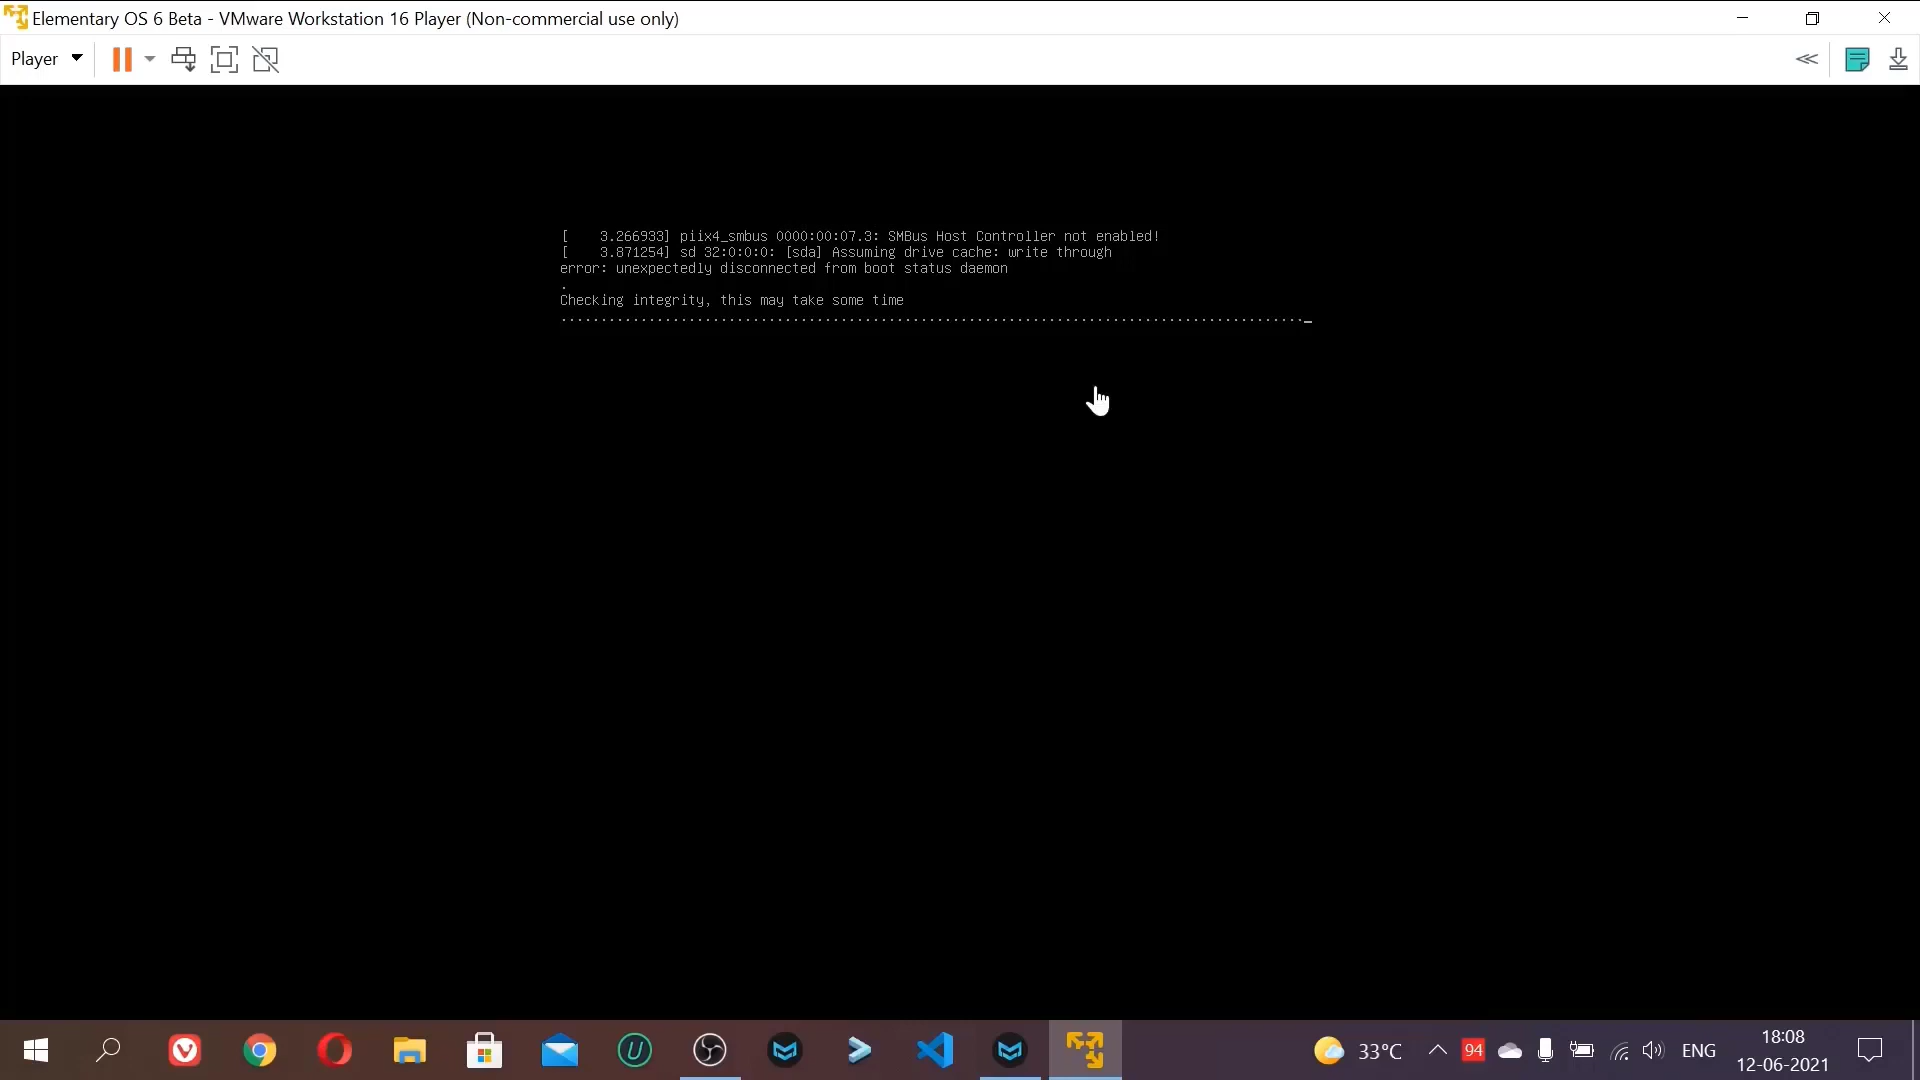 Elementary OS 6 Beta - VMware Workstation 16 Player (Non-commercial use only)
Player
[    3.266933] piix4_smbus 0000:00:07.3: SMBus Host Controller not enabled!
[    3.871254] sd 32:0:0:0: [sda] Assuming drive cache: write through
error: unexpectedly disconnected from boot status daemon
.
Checking integrity, this may take some time
.............................................................................................._
33°C
94
ENG
18:08
12-06-2021